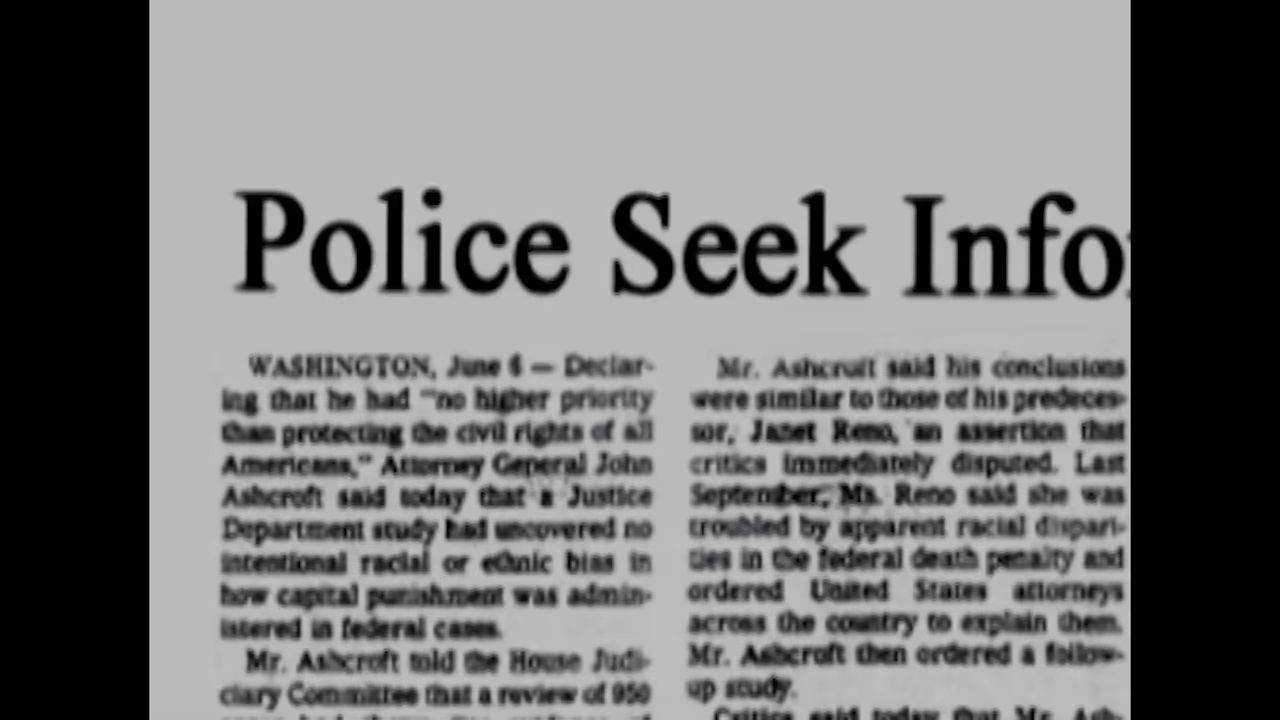 Police Seek Info
WASHINGTON, June 6 — Declar-
ing that he had "no higher priority
than protecting the civil rights of all
Americans," Attorney General John
Ashcroft said today that a Justice
Department study had uncovered no
intentional racial or ethnic bias in
how capital punishment was admin-
istered in federal cases.
Mr. Ashcroft told the House Judi-
ciary Committee that a review of 950
Mr. Ashcroft said his conclusions
were similar to those of his predeces-
sor, Janet Reno, an assertion that
critics immediately disputed. Last
September, Ms. Reno said she was
troubled by apparent racial dispari-
ties in the federal death penalty and
ordered United States attorneys
across the country to explain them.
Mr. Ashcroft then ordered a follow-
up study.
Critics said today that Mr. Ash-